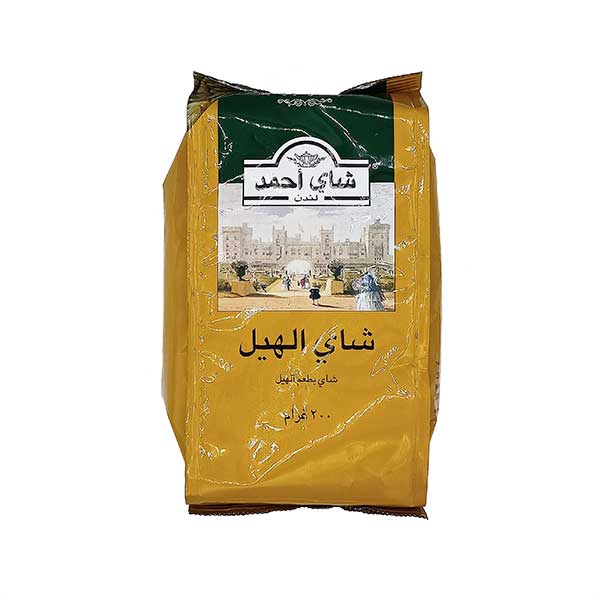 شاي أحمد
لندن
شاي الهيل
شاي بطعم الهيل
٢٠٠ غرام